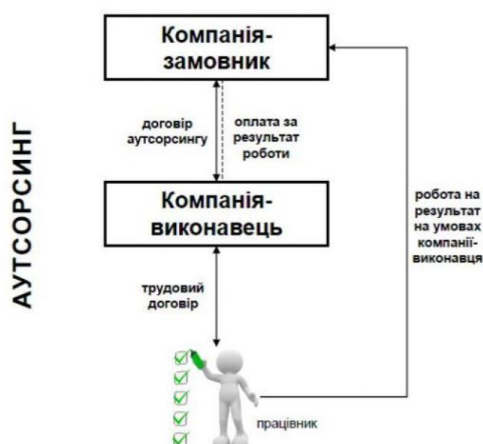 АУТСОРСИНГ
Компанія-
замовник
договір
аутсорсингу
оплата за
результат
роботи
Компанія-
виконавець
трудовий
договір
робота на
результат
на умовах
компанії-
виконавця
працівник